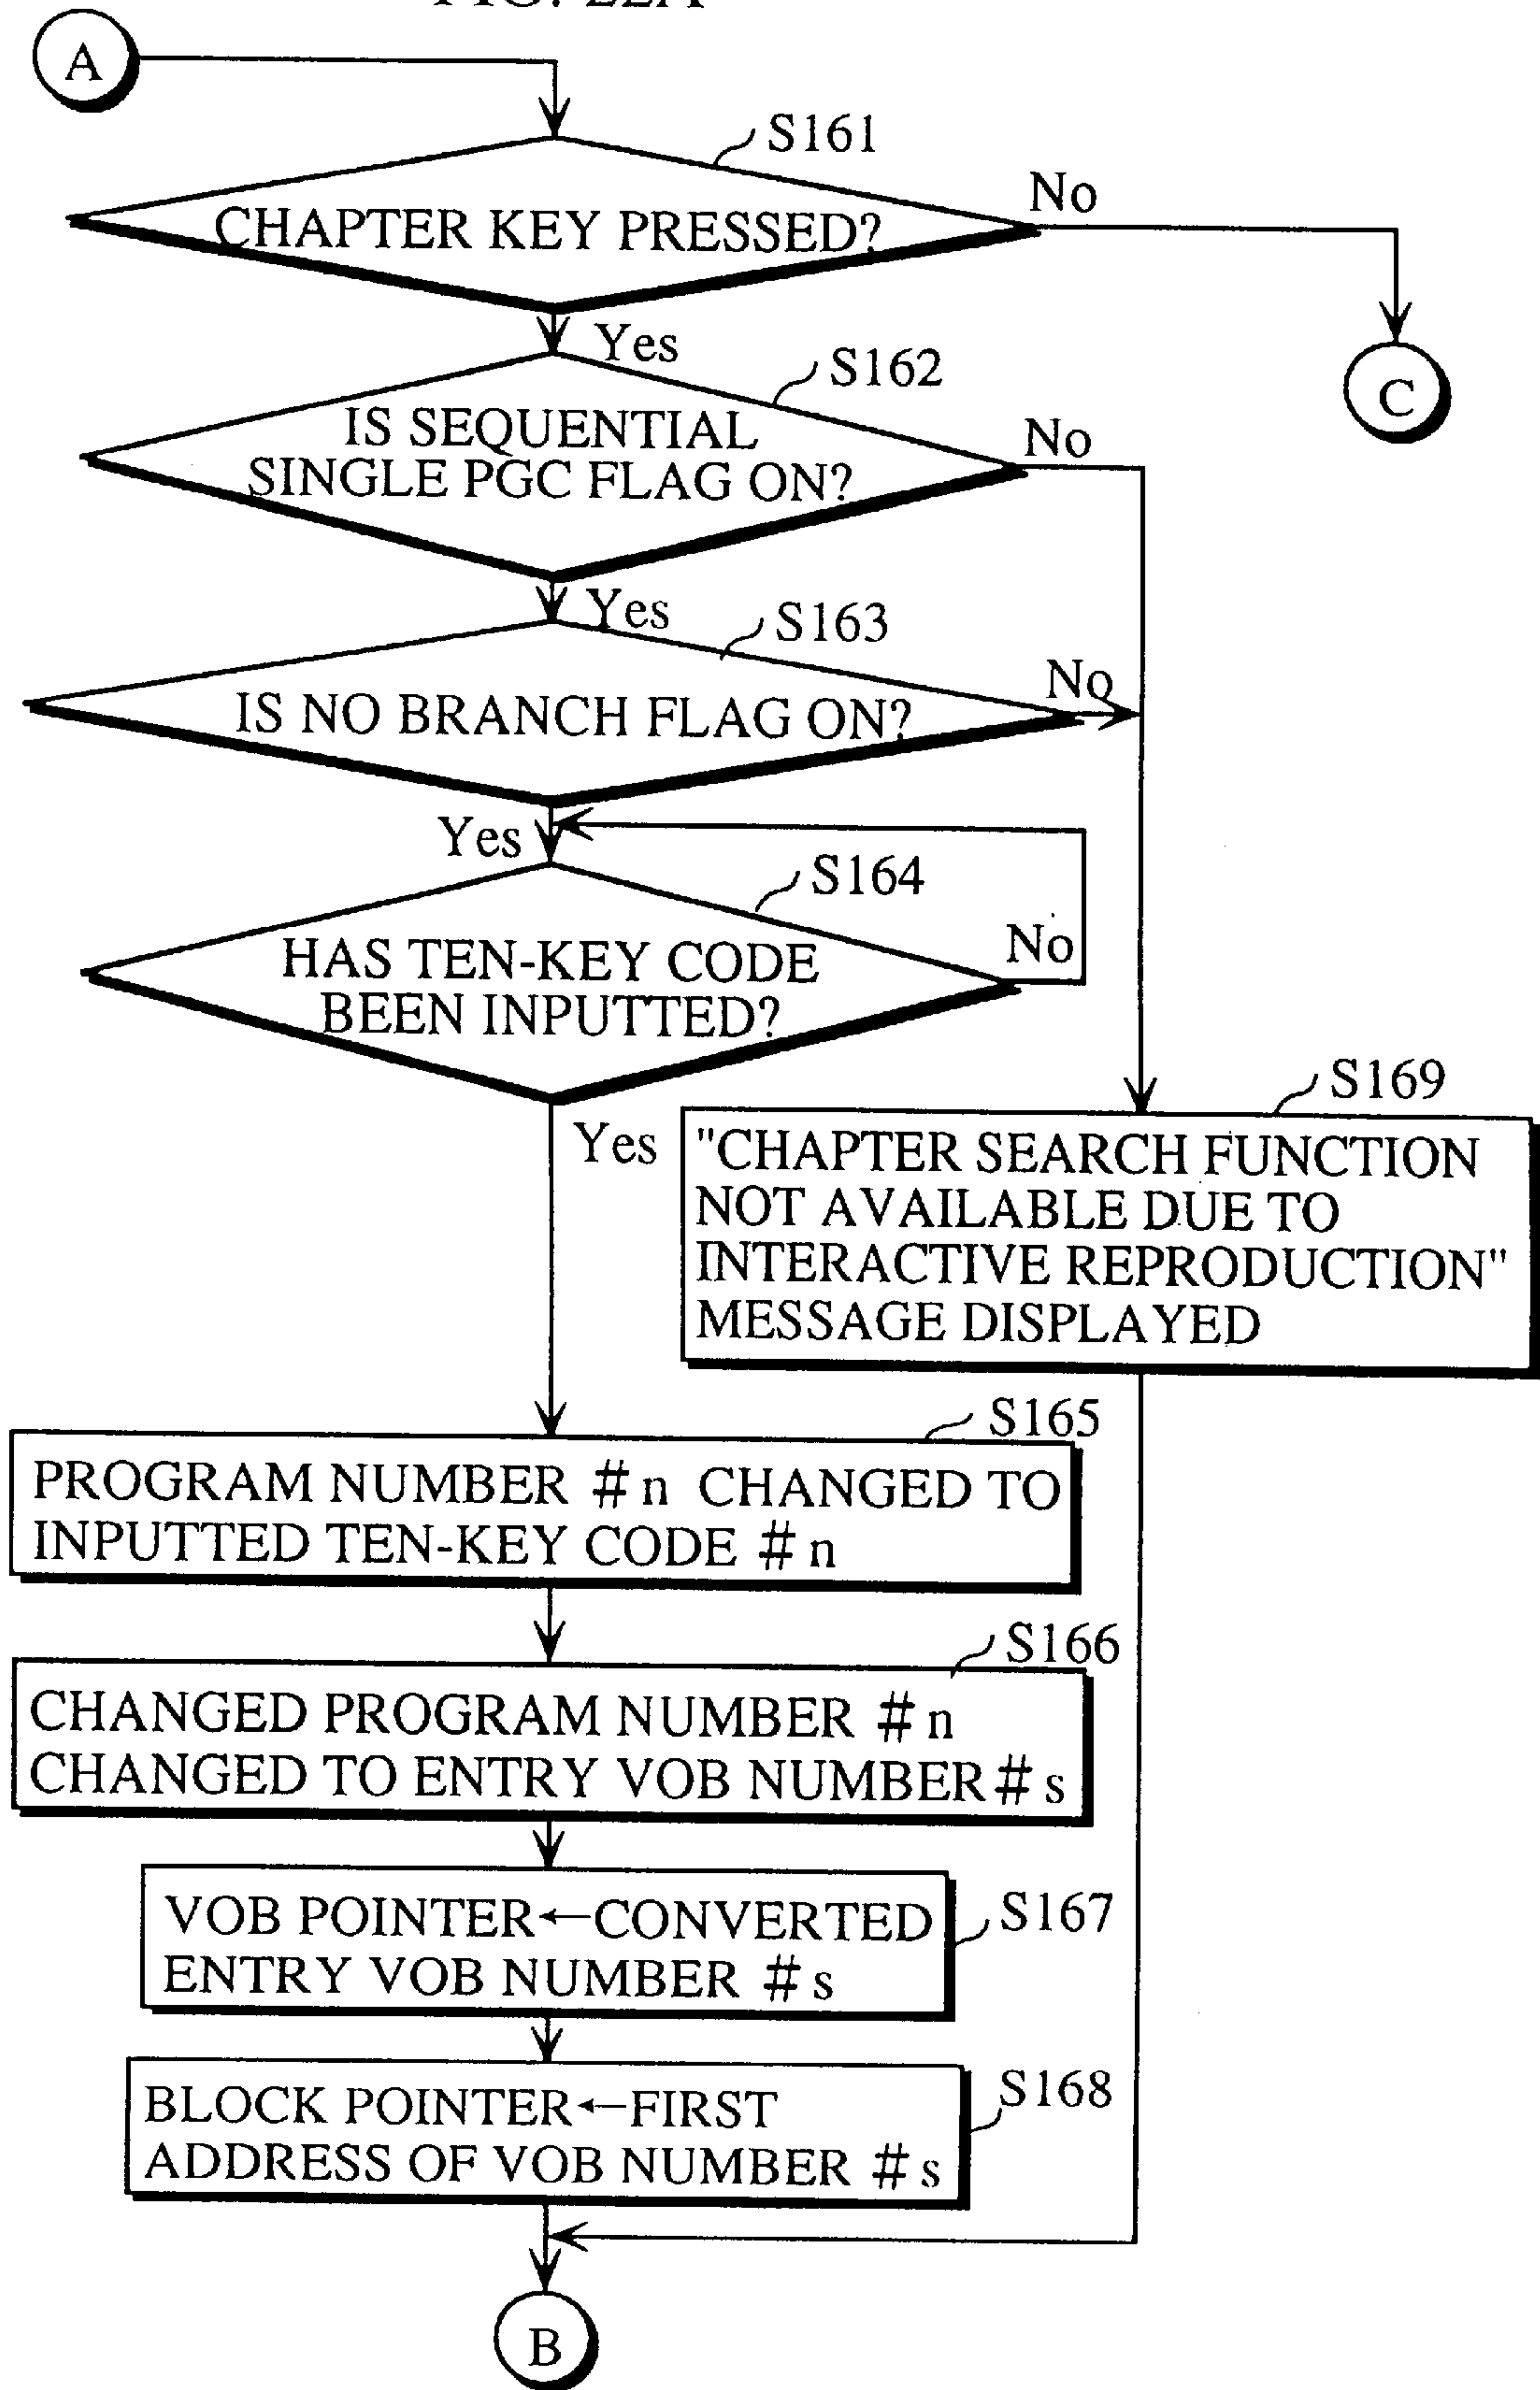 FIG. 22A
A
S161
CHAPTER KEY PRESSED?
No
Yes
C
S162
IS SEQUENTIAL
SINGLE PGC FLAG ON?
No
Yes
S163
IS NO BRANCH FLAG ON?
No
Yes
S164
HAS TEN-KEY CODE
BEEN INPUTTED?
No
Yes
S169
"CHAPTER SEARCH FUNCTION
NOT AVAILABLE DUE TO
INTERACTIVE REPRODUCTION"
MESSAGE DISPLAYED
S165
PROGRAM NUMBER #n CHANGED TO
INPUTTED TEN-KEY CODE #n
S166
CHANGED PROGRAM NUMBER #n
CHANGED TO ENTRY VOB NUMBER #s
S167
VOB POINTER←CONVERTED
ENTRY VOB NUMBER #s
S168
BLOCK POINTER←FIRST
ADDRESS OF VOB NUMBER #s
B